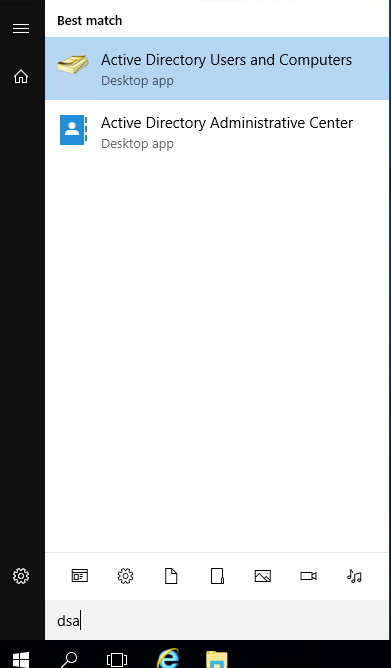 Best match
Active Directory Users and Computers
Desktop app
Active Directory Administrative Center
Desktop app
dsa